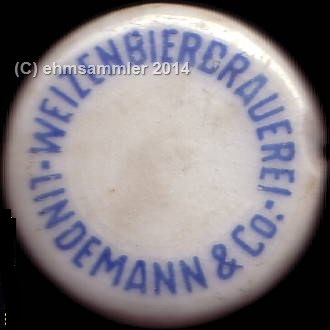 (C) ehmsammler 2014
-WEIZENBIERBRAUEREI-
LINDEMANN & CO.